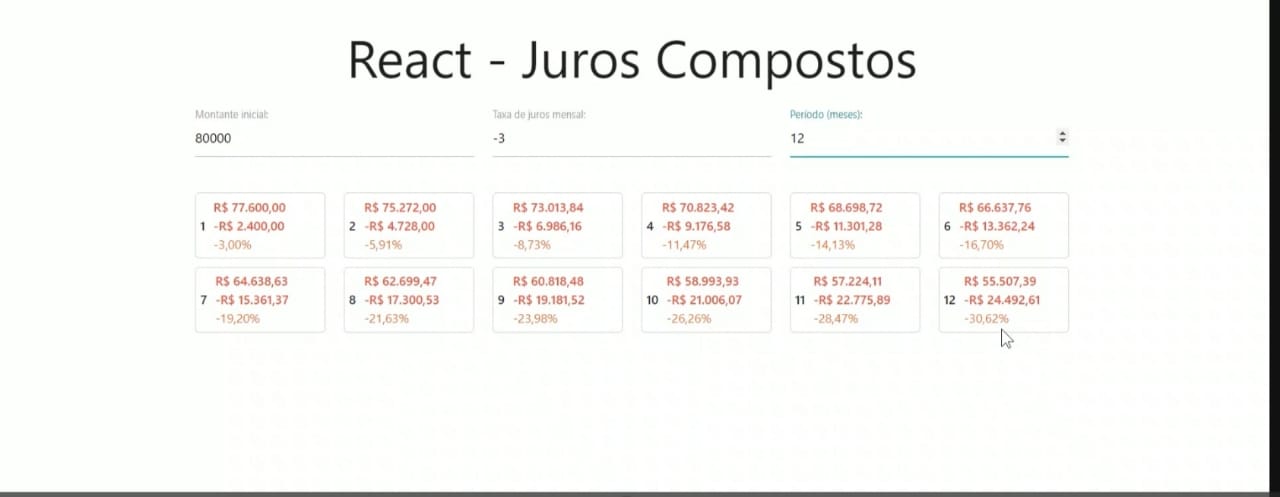 React - Juros Compostos
Montante inicial: Taxa de juros mensal: Período (meses):
80000 -3 12
R$ 77.600,00 R$ 75.272,00 R$ 73.013,84 R$ 70.823,42 R$ 68.698,72 R$ 66.637,76
1 -R$ 2.400,00 2 -R$ 4.728,00 3 -R$ 6.986,16 4 -R$ 9.176,58 5 -R$ 11.301,28 6 -R$ 13.362,24
-3,00% -5,91% -8,73% -11,47% -14,13% -16,70%
R$ 64.638,63 R$ 62.699,47 R$ 60.818,48 R$ 58.993,93 R$ 57.224,11 R$ 55.507,39
7 -R$ 15.361,37 8 -R$ 17.300,53 9 -R$ 19.181,52 10 -R$ 21.006,07 11 -R$ 22.775,89 12 -R$ 24.492,61
-19,20% -21,63% -23,98% -26,26% -28,47% -30,62%